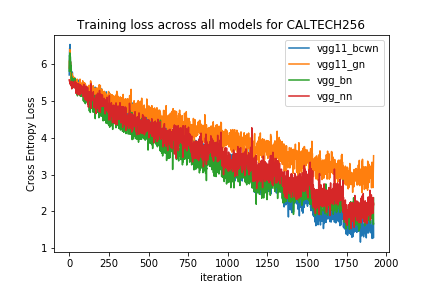 Training loss across all models for CALTECH256
vgg11_bcwn
vgg11_gn
vgg_bn
vgg_nn
6
5
4
3
2
1
Cross Entropy Loss
0
250
500
750
1000
1250
1500
1750
2000
iteration